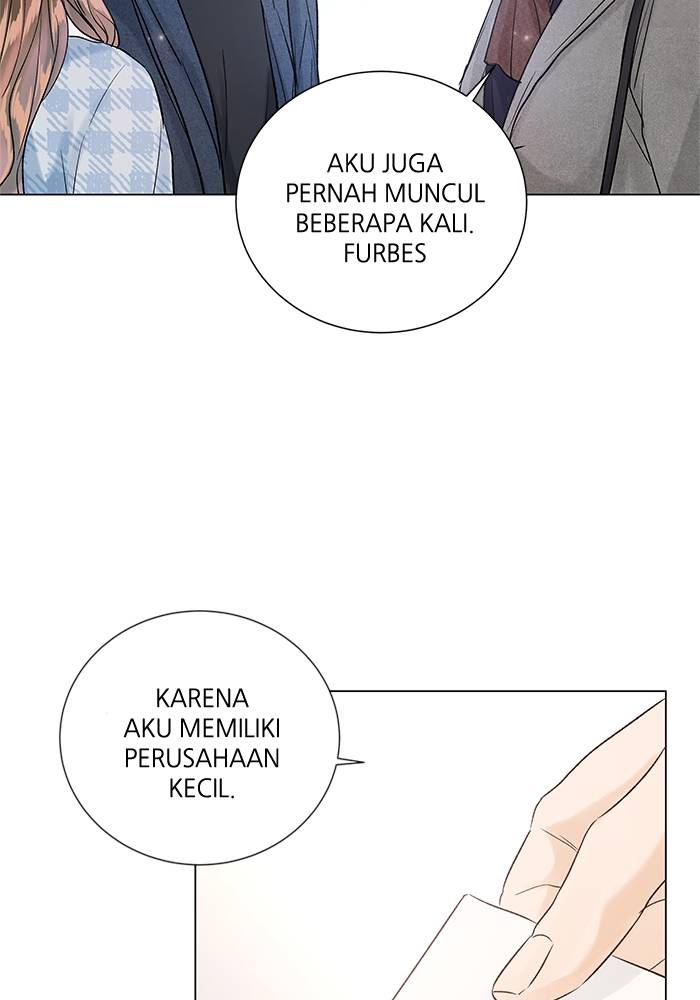 AKU JUGA
PERNAH MUNCUL
BEBERAPA KALI.
FURBES
KARENA
AKU MEMILIKI
PERUSAHAAN
KECIL.